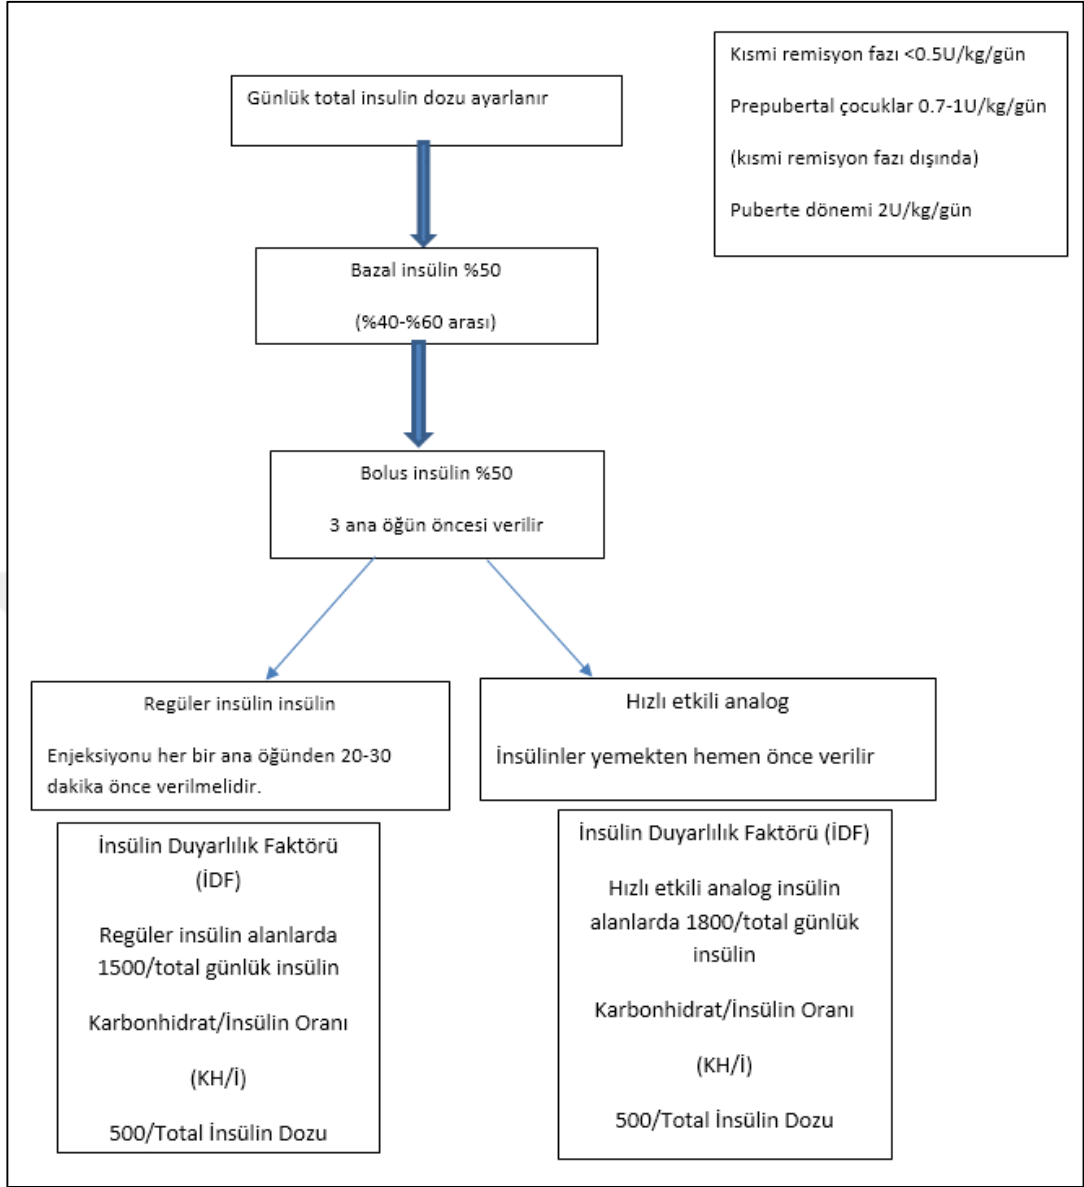 Günlük total insulin dozu ayarlanır
Kısmi remisyon fazı <0.5U/kg/gün
Prepubertal çocuklar 0.7-1U/kg/gün
(kısmi remisyon fazı dışında)
Puberte dönemi 2U/kg/gün
Bazal insülin %50
(%40-%60 arası)
Bolus insülin %50
3 ana öğün öncesi verilir
Regüler insülin insülin
Enjeksiyonu her bir ana öğünden 20-30
dakika önce verilmelidir.
Hızlı etkili analog
İnsülinler yemekten hemen önce verilir
İnsülin Duyarlılık Faktörü
(İDF)
Regüler insülin alanlarda
1500/total günlük insülin
Karbonhidrat/İnsülin Oranı
(KH/İ)
500/Total İnsülin Dozu
İnsülin Duyarlılık Faktörü (İDF)
Hızlı etkili analog insülin
alanlarda 1800/total günlük
insülin
Karbonhidrat/İnsülin Oranı
(KH/İ)
500/Total İnsülin Dozu